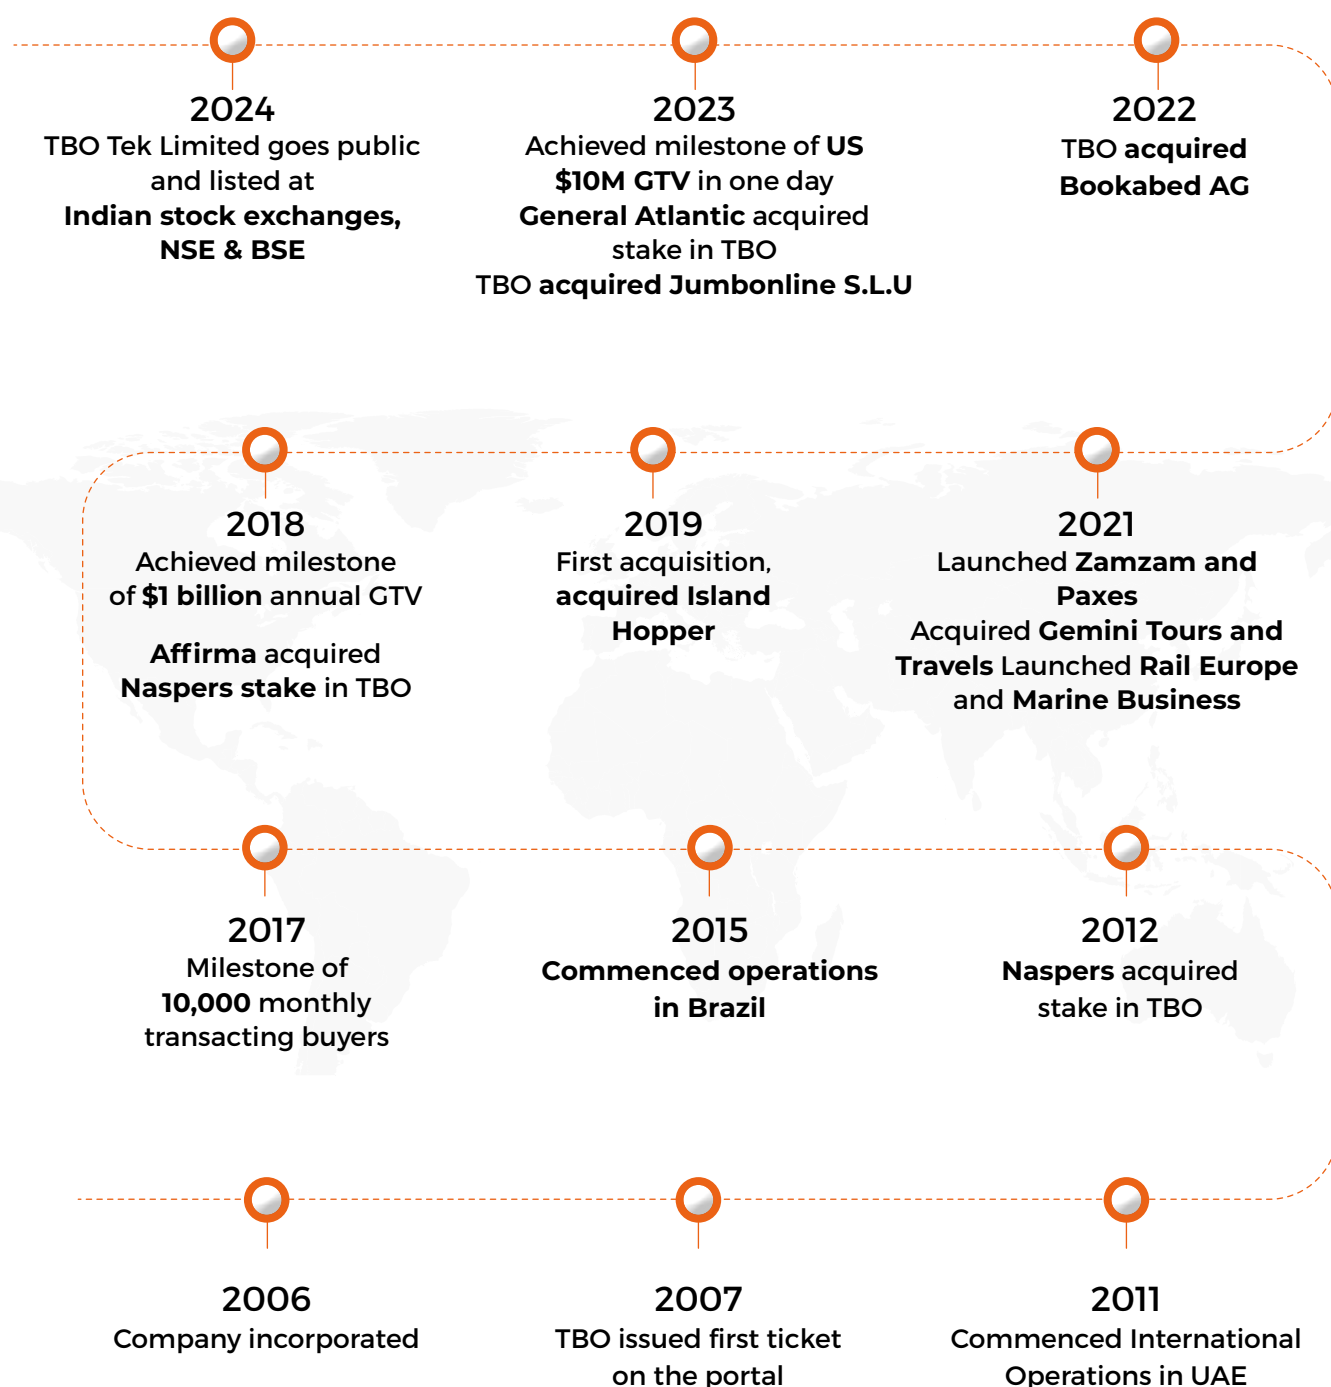 2024
TBO Tek Limited goes public
and listed at
Indian stock exchanges,
NSE & BSE
2023
Achieved milestone of US
$10M GTV in one day
General Atlantic acquired
stake in TBO
TBO acquired Jumbonline S.L.U
2022
TBO acquired
Bookabed AG
2018
Achieved milestone
of $1 billion annual GTV
Affirma acquired
Naspers stake in TBO
2019
First acquisition,
acquired Island
Hopper
2021
Launched Zamzam and
Paxes
Acquired Gemini Tours and
Travels Launched Rail Europe
and Marine Business
2017
Milestone of
10,000 monthly
transacting buyers
2015
Commenced operations
in Brazil
2012
Naspers acquired
stake in TBO
2006
Company incorporated
2007
TBO issued first ticket
on the portal
2011
Commenced International
Operations in UAE